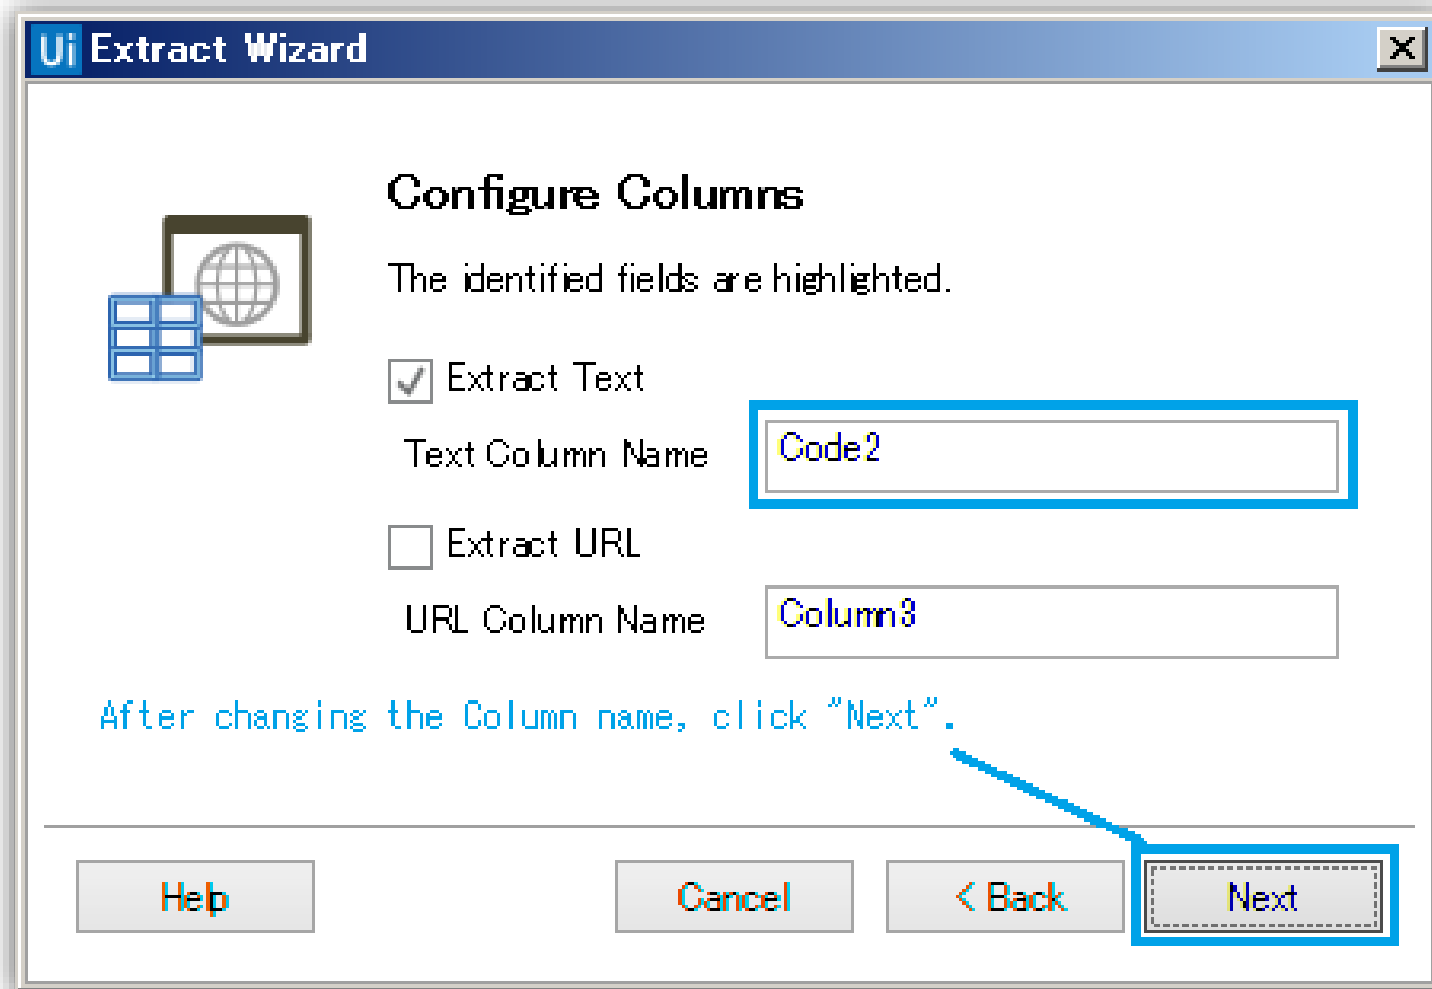 Ui Extract Wizard
Configure Columns
The identified fields are highlighted.
Extract Text
Text Column Name Code2
Extract URL
URL Column Name Column3
After changing the Column name, click "Next".
Help Cancel < Back Next